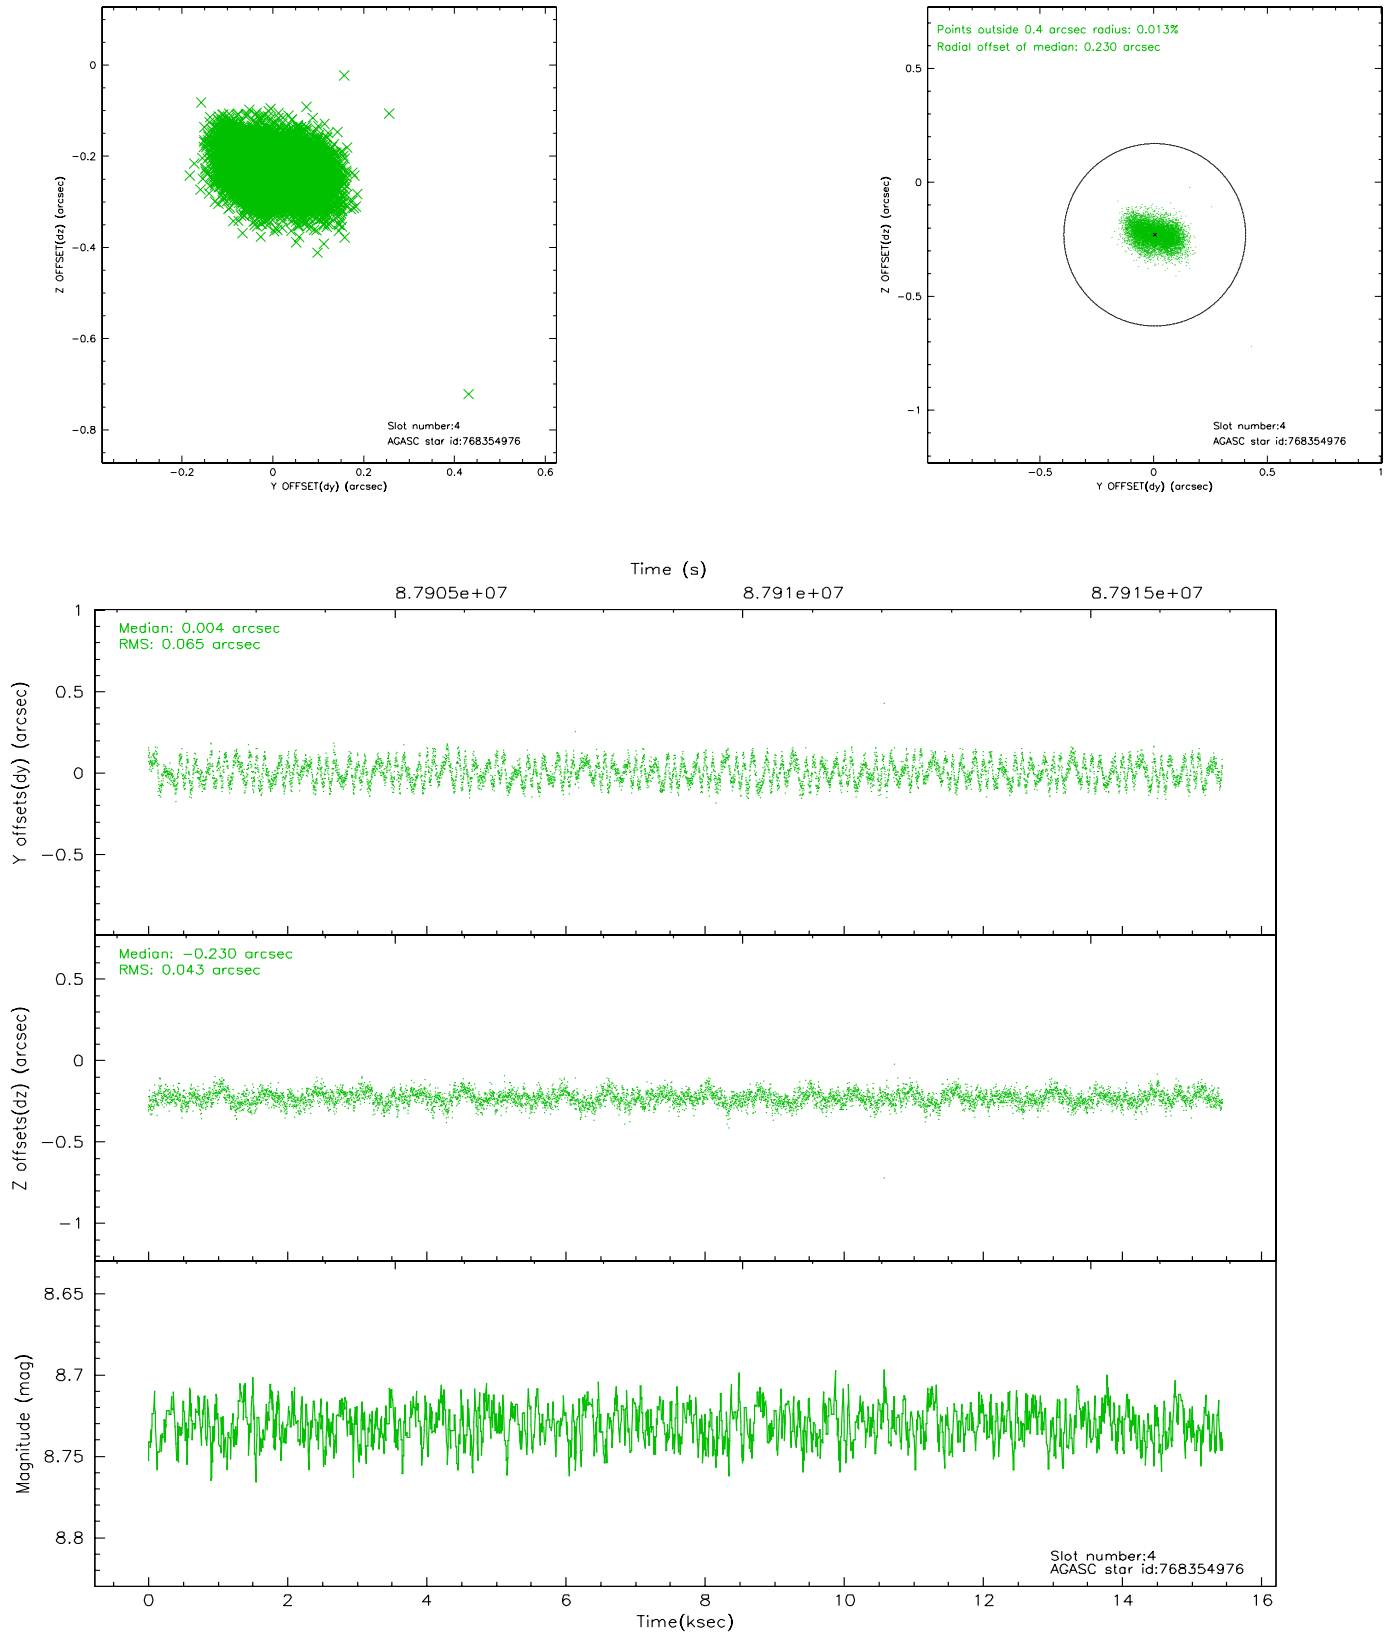 0
−0.2
−0.4
−0.6
−0.8
Z OFFSET(dz) (arcsec)
−0.2 0 0.2 0.4 0.6
Y OFFSET(dy) (arcsec)
Slot number:4
AGASC star id:768354976
Points outside 0.4 arcsec radius: 0.013%
Radial offset of median: 0.230 arcsec
0.5
0
−0.5
−1
Z OFFSET(dz) (arcsec)
−0.5 0 0.5 1
Y OFFSET(dy) (arcsec)
Slot number:4
AGASC star id:768354976
Time (s)
8.7905e+07 8.791e+07 8.7915e+07
Median: 0.004 arcsec
RMS: 0.065 arcsec
1
0.5
0
−0.5
Y offsets(dy) (arcsec)
Median: −0.230 arcsec
RMS: 0.043 arcsec
0.5
0
−0.5
−1
Z offsets(dz) (arcsec)
8.65
8.7
8.75
8.8
Magnitude (mag)
Slot number:4
AGASC star id:768354976
0 2 4 6 8 10 12 14 16
Time(ksec)